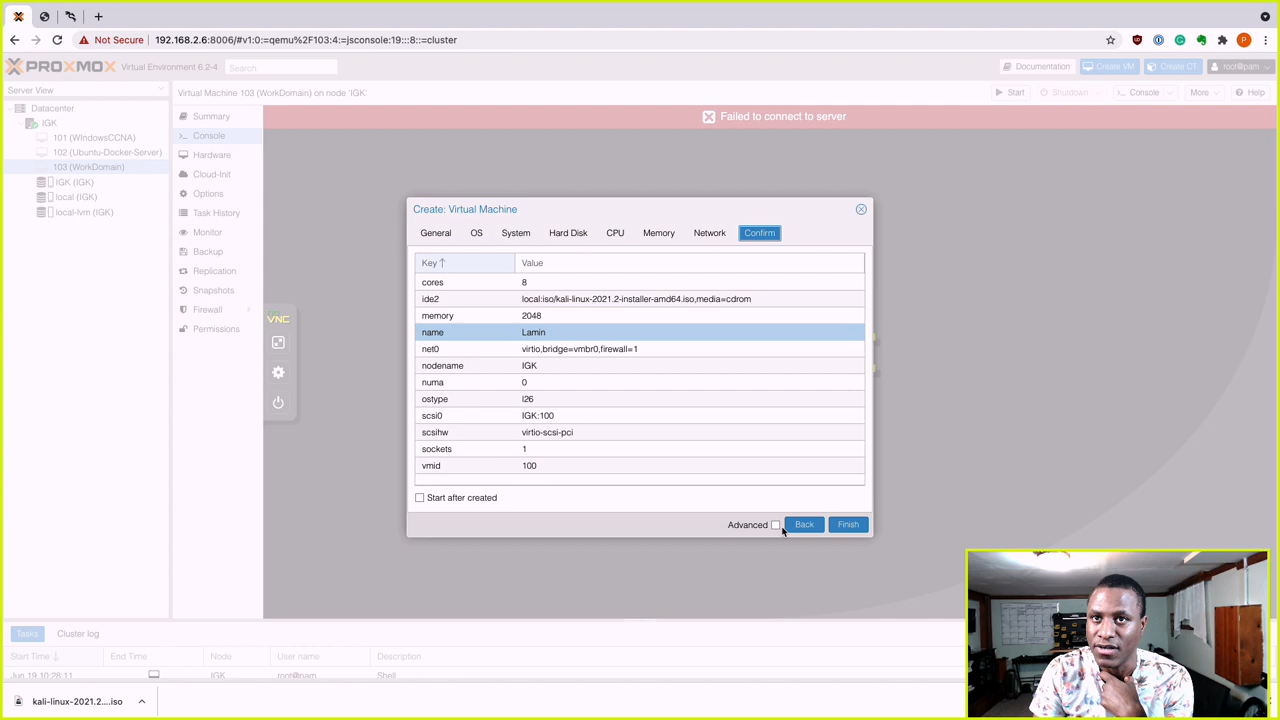 Not Secure 192.168.2.6:8006/#v1:0:=qemu%2F103:4:=jsconsole:19:::8::=cluster
PROXMOX Virtual Environment 6.2-4 Search Documentation Create VM Create CT root@pam
Server View
Virtual Machine 103 (WorkDomain) on node 'IGK' Start Shutdown Console More Help
Datacenter
IGK
101 (WIndowsCCNA)
102 (Ubuntu-Docker-Server)
103 (WorkDomain)
IGK (IGK)
local (IGK)
local-lvm (IGK)
Summary
Console
Hardware
Cloud-Init
Options
Task History
Monitor
Backup
Replication
Snapshots
Firewall
Permissions
Failed to connect to server
VNC
Create: Virtual Machine
General OS System Hard Disk CPU Memory Network Confirm
Key Value
cores 8
ide2 local:iso/kali-linux-2021.2-installer-amd64.iso,media=cdrom
memory 2048
name Lamin
net0 virtio,bridge=vmbr0,firewall=1
nodename IGK
numa 0
ostype l26
scsi0 IGK:100
scsihw virtio-scsi-pci
sockets 1
vmid 100
Start after created
Advanced Back Finish
Tasks Cluster log
Start Time End Time Node User name Description
Jun 19 10:28:11 IGK root@pam Shell
kali-linux-2021.2....iso